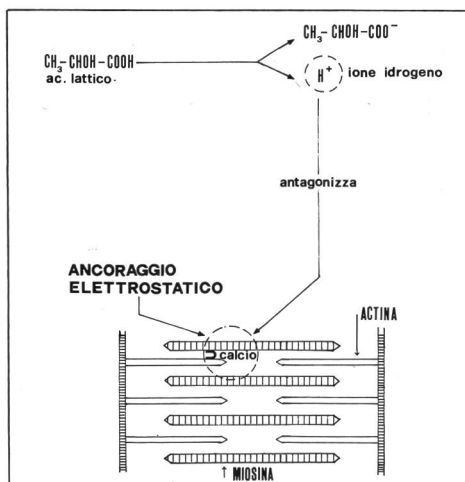 CH₃-CHOH-COO⁻
CH₃-CHOH-COOH
ac. lattico
H⁺ ione idrogeno
antagonizza
ANCORAGGIO
ELETTROSTATICO
ACTINA
calcio
MIOSINA